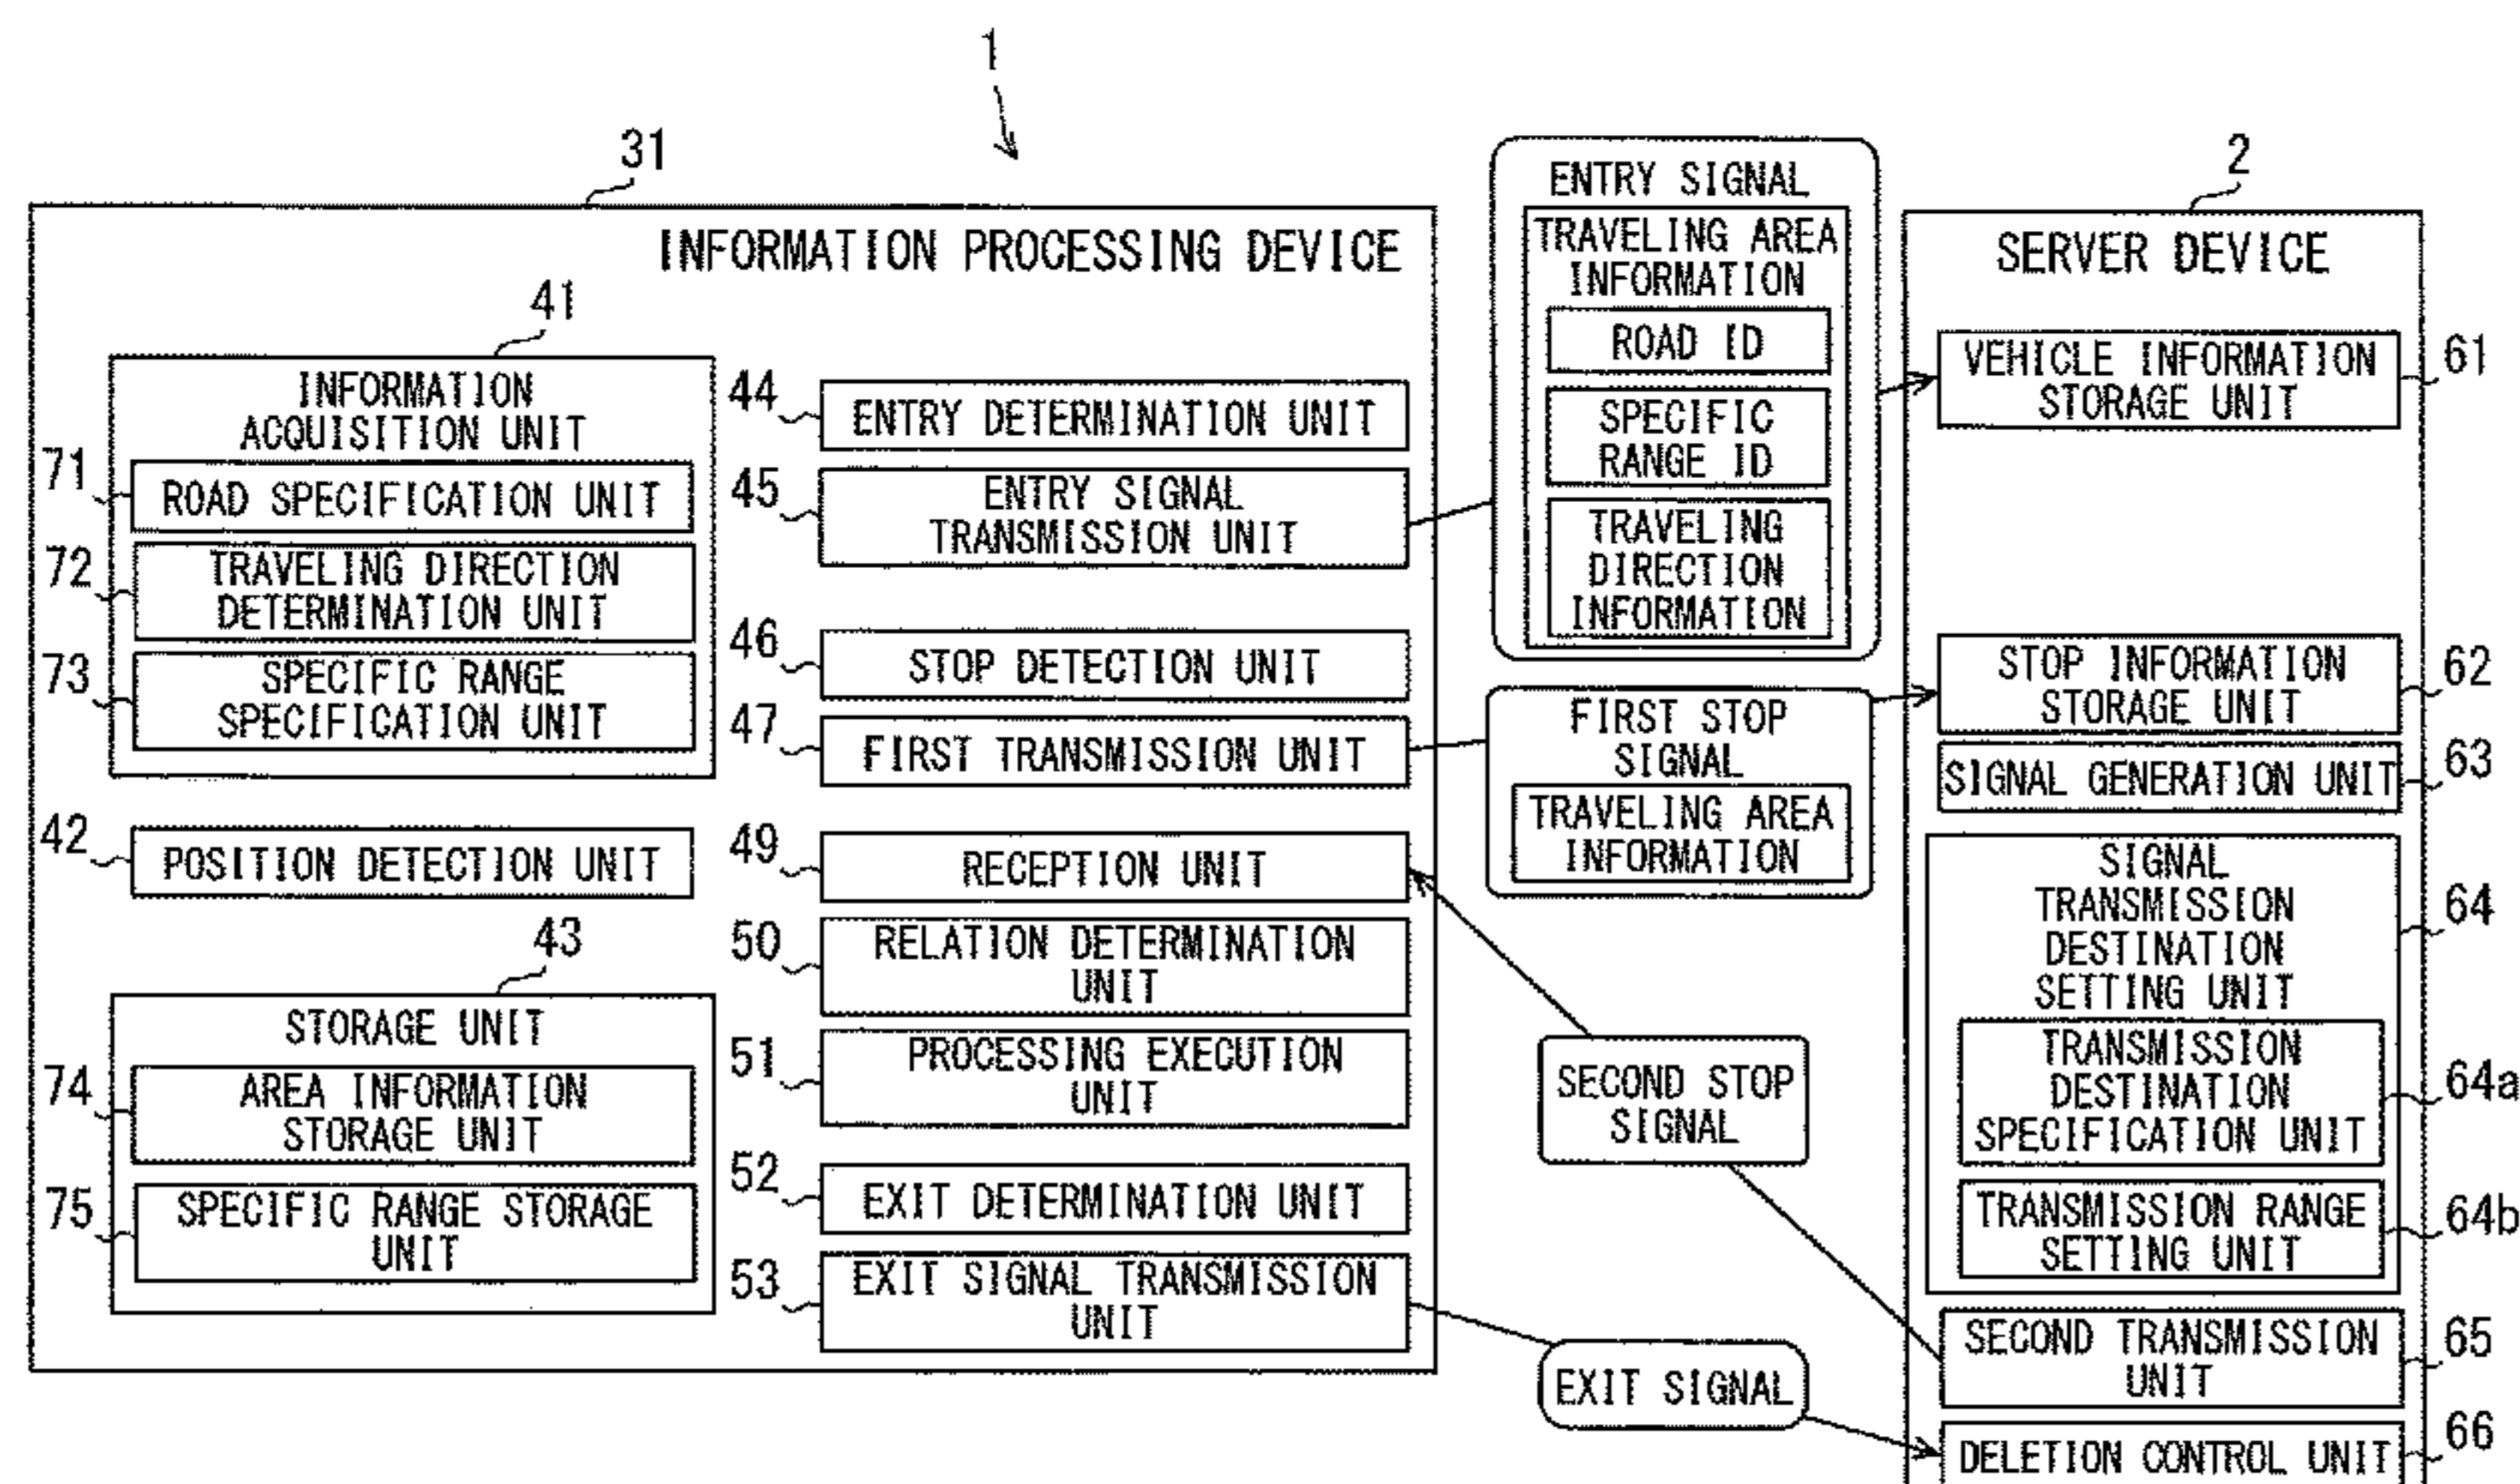 1
31
INFORMATION PROCESSING DEVICE
41
INFORMATION
ACQUISITION UNIT
71
ROAD SPECIFICATION UNIT
72
TRAVELING DIRECTION
DETERMINATION UNIT
73
SPECIFIC RANGE
SPECIFICATION UNIT
42
POSITION DETECTION UNIT
43
STORAGE UNIT
74
AREA INFORMATION
STORAGE UNIT
75
SPECIFIC RANGE STORAGE
UNIT
44
ENTRY DETERMINATION UNIT
45
ENTRY SIGNAL
TRANSMISSION UNIT
46
STOP DETECTION UNIT
47
FIRST TRANSMISSION UNIT
49
RECEPTION UNIT
50
RELATION DETERMINATION
UNIT
51
PROCESSING EXECUTION
UNIT
52
EXIT DETERMINATION UNIT
53
EXIT SIGNAL TRANSMISSION
UNIT
ENTRY SIGNAL
TRAVELING AREA
INFORMATION
ROAD ID
SPECIFIC
RANGE ID
TRAVELING
DIRECTION
INFORMATION
FIRST STOP
SIGNAL
TRAVELING AREA
INFORMATION
SECOND STOP
SIGNAL
EXIT SIGNAL
2
SERVER DEVICE
VEHICLE INFORMATION
STORAGE UNIT
61
STOP INFORMATION
STORAGE UNIT
62
SIGNAL GENERATION UNIT
63
SIGNAL
TRANSMISSION
DESTINATION
SETTING UNIT
64
TRANSMISSION
DESTINATION
SPECIFICATION UNIT
64a
TRANSMISSION RANGE
SETTING UNIT
64b
SECOND TRANSMISSION
UNIT
65
DELETION CONTROL UNIT
66